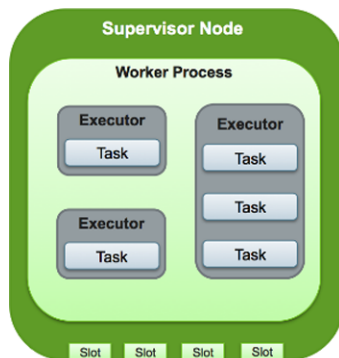 Supervisor Node
Worker Process
Executor
Task
Executor
Task
Executor
Task
Task
Task
Slot Slot Slot Slot